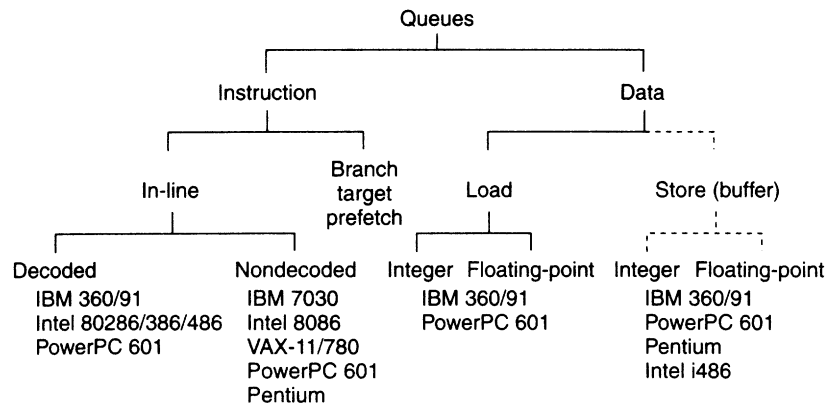 Queues
Instruction Data
In-line Branch target prefetch Load Store (buffer)
Decoded Nondecoded Integer Floating-point Integer Floating-point
IBM 360/91 IBM 7030 IBM 360/91 IBM 360/91
Intel 80286/386/486 Intel 8086 PowerPC 601 PowerPC 601
PowerPC 601 VAX-11/780 Pentium
PowerPC 601 Intel i486
Pentium